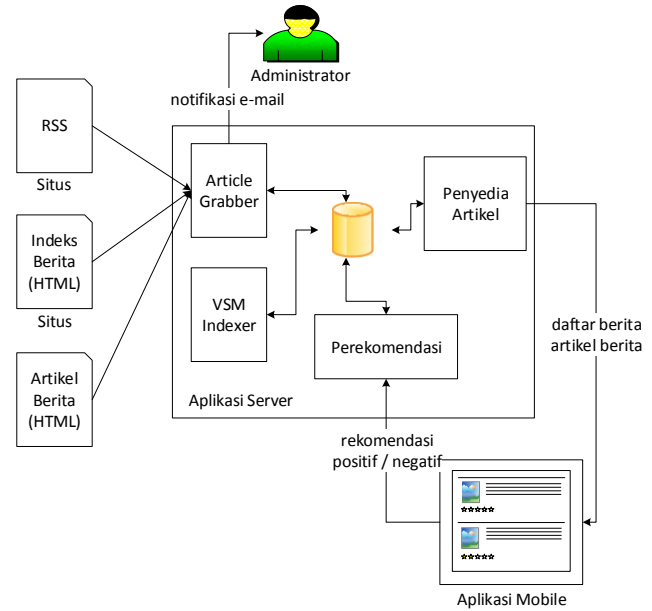 Administrator
notifikasi e-mail
RSS
Situs
Indeks
Berita
(HTML)
Situs
Artikel
Berita
(HTML)
Article
Grabber
VSM
Indexer
Penyedia
Artikel
Perekomendasi
Aplikasi Server
daftar berita
artikel berita
rekomendasi
positif / negatif
Aplikasi Mobile